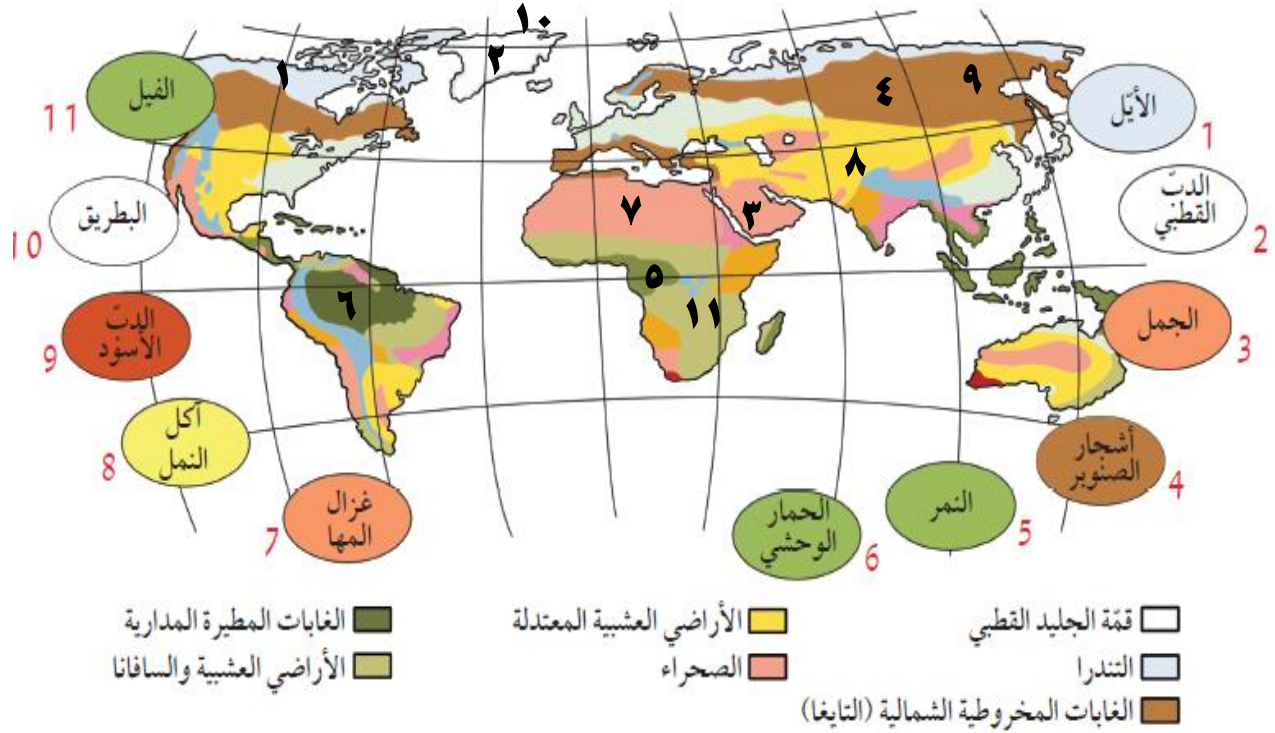 ١٠
٢
١
٩
٤
٨
٣
٧
٥
٦
١١
الأيّل
1
الدبّ
القطبي
2
الجمل
3
أشجار
الصنوبر
4
النمر
5
الحمار
الوحشي
6
غزال
المها
7
آكل
النمل
8
الدبّ
الأسود
9
البطريق
10
الفيل
11
قمّة الجليد القطبي
التندرا
الغابات المخروطية الشمالية (التايغا)
الأراضي العشبية المعتدلة
الصحراء
الغابات المطيرة المدارية
الأراضي العشبية والسافانا